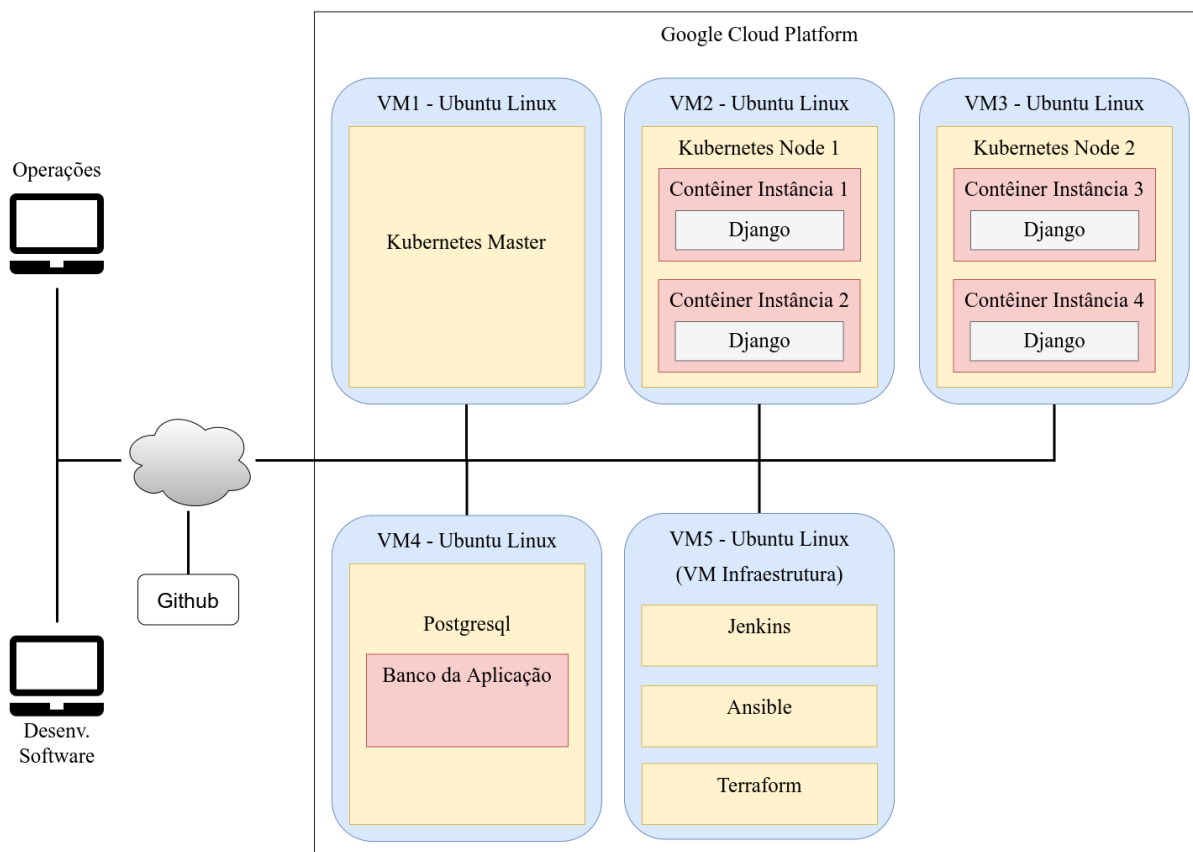 Google Cloud Platform
VM1 - Ubuntu Linux
Kubernetes Master
VM2 - Ubuntu Linux
Kubernetes Node 1
Contêiner Instância 1
Django
Contêiner Instância 2
Django
VM3 - Ubuntu Linux
Kubernetes Node 2
Contêiner Instância 3
Django
Contêiner Instância 4
Django
Operações
Github
Desenv.
Software
VM4 - Ubuntu Linux
Postgresql
Banco da Aplicação
VM5 - Ubuntu Linux
(VM Infraestrutura)
Jenkins
Ansible
Terraform